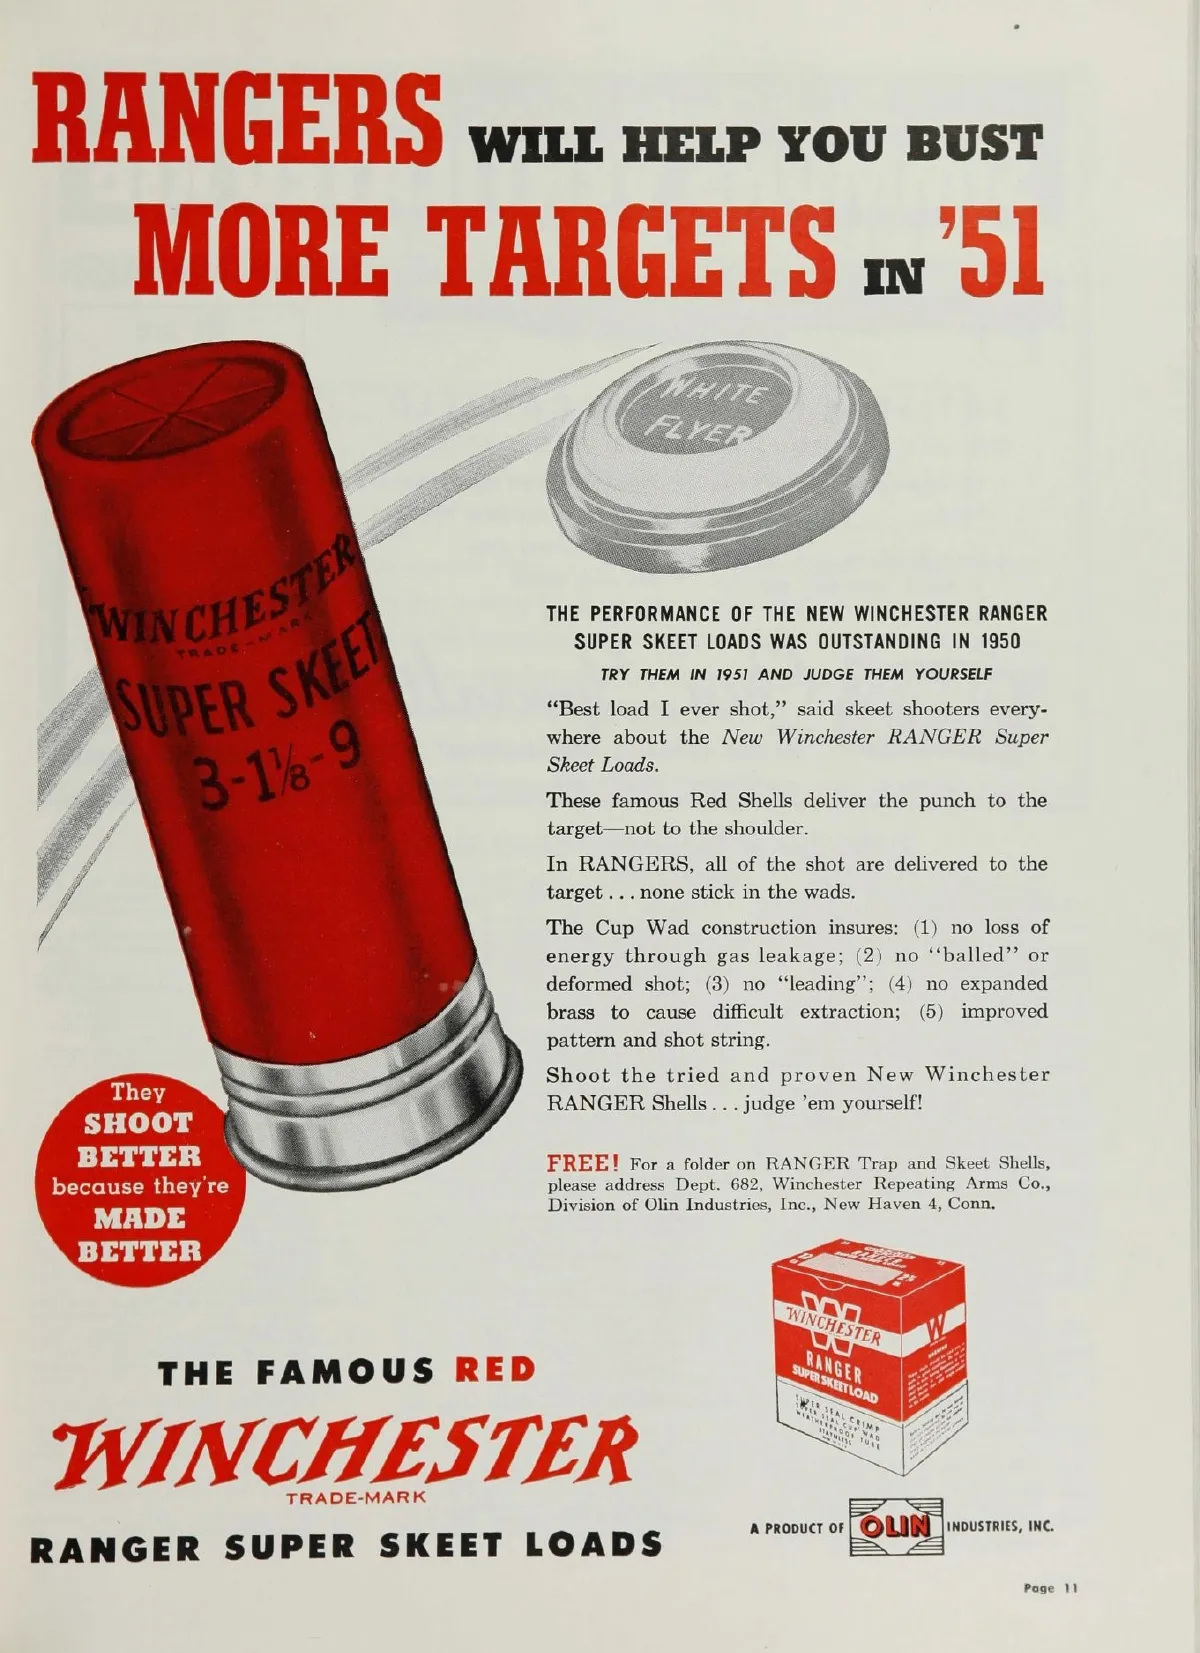 RANGERS WILL HELP YOU BUST
MORE TARGETS IN '51
WHITE
FLYER
WINCHESTER
TRADE-MARK
SUPER SKEET
3-1⅛-9
THE PERFORMANCE OF THE NEW WINCHESTER RANGER
SUPER SKEET LOADS WAS OUTSTANDING IN 1950
TRY THEM IN 1951 AND JUDGE THEM YOURSELF
“Best load I ever shot,” said skeet shooters every-
where about the New Winchester RANGER Super
Skeet Loads.
These famous Red Shells deliver the punch to the
target—not to the shoulder.
In RANGERS, all of the shot are delivered to the
target . . . none stick in the wads.
The Cup Wad construction insures: (1) no loss of
energy through gas leakage; (2) no “balled” or
deformed shot; (3) no “leading”; (4) no expanded
brass to cause difficult extraction; (5) improved
pattern and shot string.
Shoot the tried and proven New Winchester
RANGER Shells . . . judge 'em yourself!
They
SHOOT
BETTER
because they're
MADE
BETTER
FREE! For a folder on RANGER Trap and Skeet Shells,
please address Dept. 682, Winchester Repeating Arms Co.,
Division of Olin Industries, Inc., New Haven 4, Conn.
W
WINCHESTER
RANGER
SUPER SKEET LOAD
SUPER SEAL CRIMP
SUPER SEAL CUP WAD
WEATHERPROOF TUBE
STAYNLESS
W
THE FAMOUS RED
WINCHESTER
TRADE-MARK
RANGER SUPER SKEET LOADS
A PRODUCT OF OLIN INDUSTRIES, INC.
Page 11